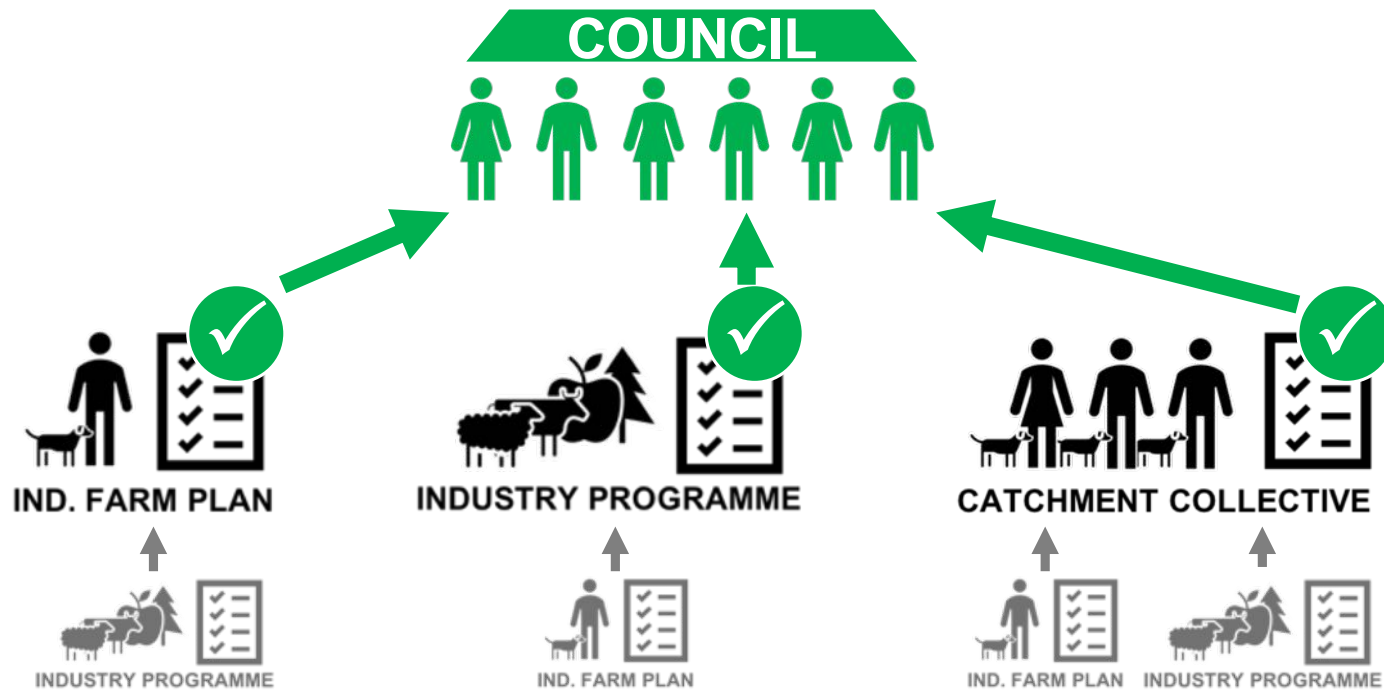 COUNCIL
IND. FARM PLAN
INDUSTRY PROGRAMME
CATCHMENT COLLECTIVE
INDUSTRY PROGRAMME
IND. FARM PLAN
IND. FARM PLAN
INDUSTRY PROGRAMME